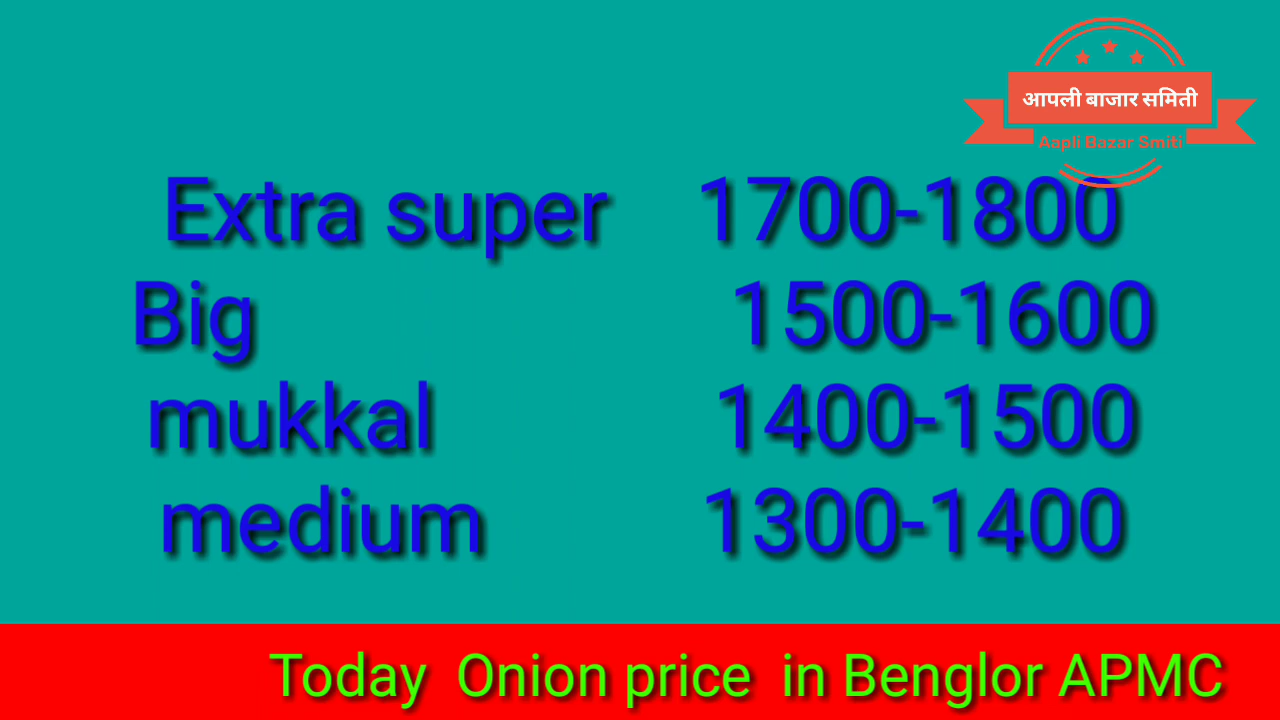 आपली बाजार समिती
Aapli Bazar Smiti
Extra super 1700-1800
Big 1500-1600
mukkal 1400-1500
medium 1300-1400
Today Onion price in Benglor APMC